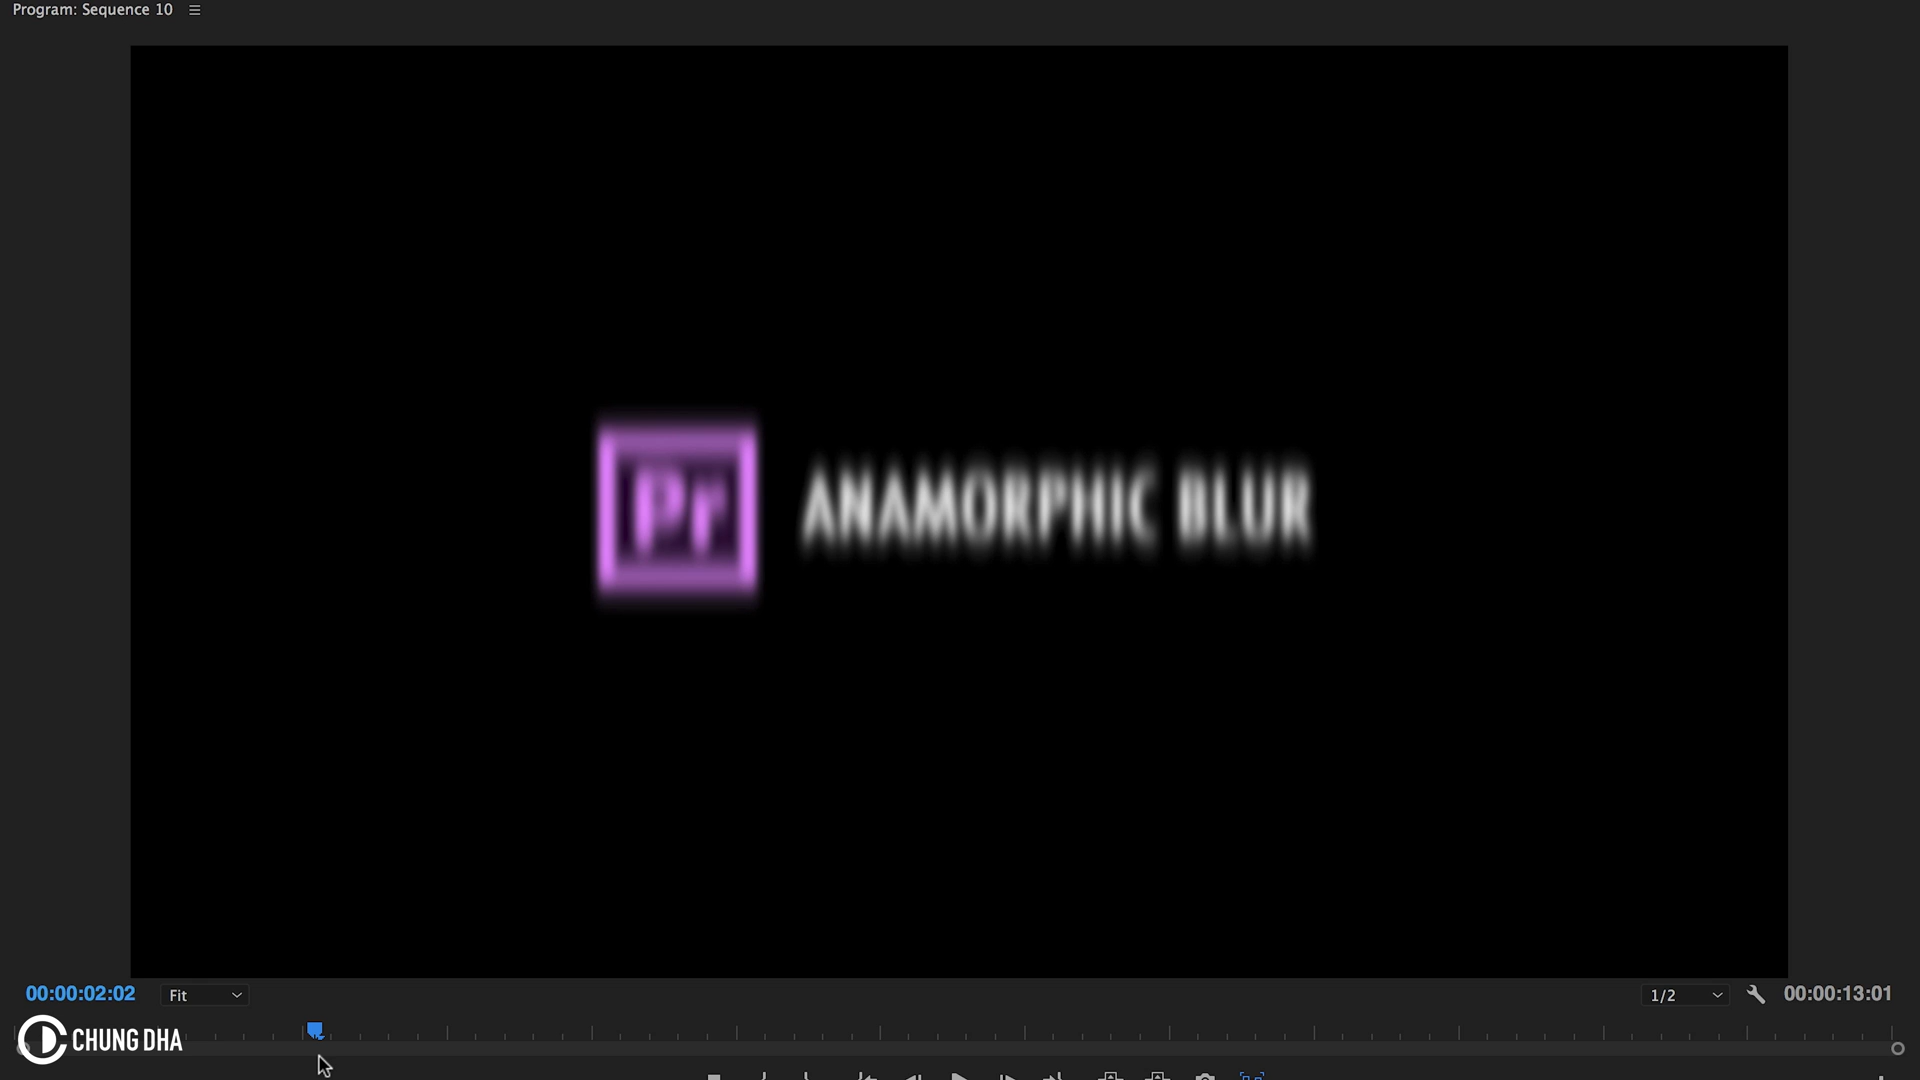 Program: Sequence 10
Pr
ANAMORPHIC BLUR
00:00:02:02
Fit
1/2
00:00:13:01
CHUNG DHA